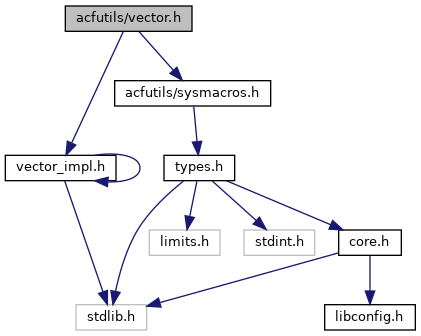 acfutils/vector.h
acfutils/sysmacros.h
vector_impl.h
types.h
limits.h
stdint.h
core.h
stdlib.h
libconfig.h